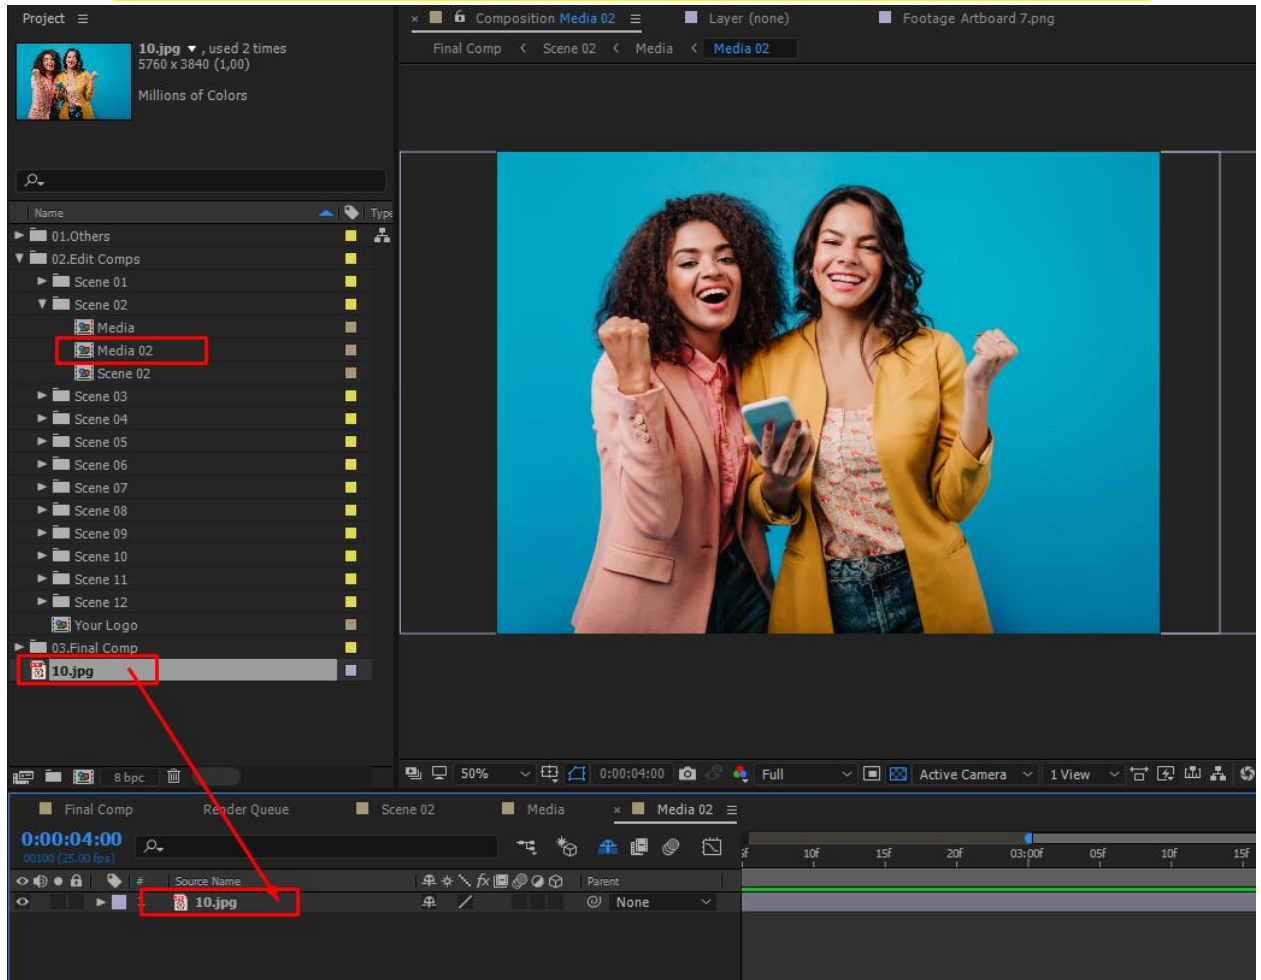 Project
10.jpg , used 2 times
5760 x 3840 (1,00)
Millions of Colors
Name
Type
01.Others
02.Edit Comps
Scene 01
Scene 02
Media
Media 02
Scene 02
Scene 03
Scene 04
Scene 05
Scene 06
Scene 07
Scene 08
Scene 09
Scene 10
Scene 11
Scene 12
Your Logo
03.Final Comp
10.jpg
8 bpc
Composition Media 02
Layer (none)
Footage Artboard 7.png
Final Comp
Scene 02
Media
Media 02
50%
0:00:04:00
Full
Active Camera
1 View
Final Comp
Render Queue
Scene 02
Media
Media 02
0:00:04:00
00100 (25.00 fps)
10f
15f
20f
03:00f
05f
10f
15f
#
Source Name
fx
Parent
10.jpg
None